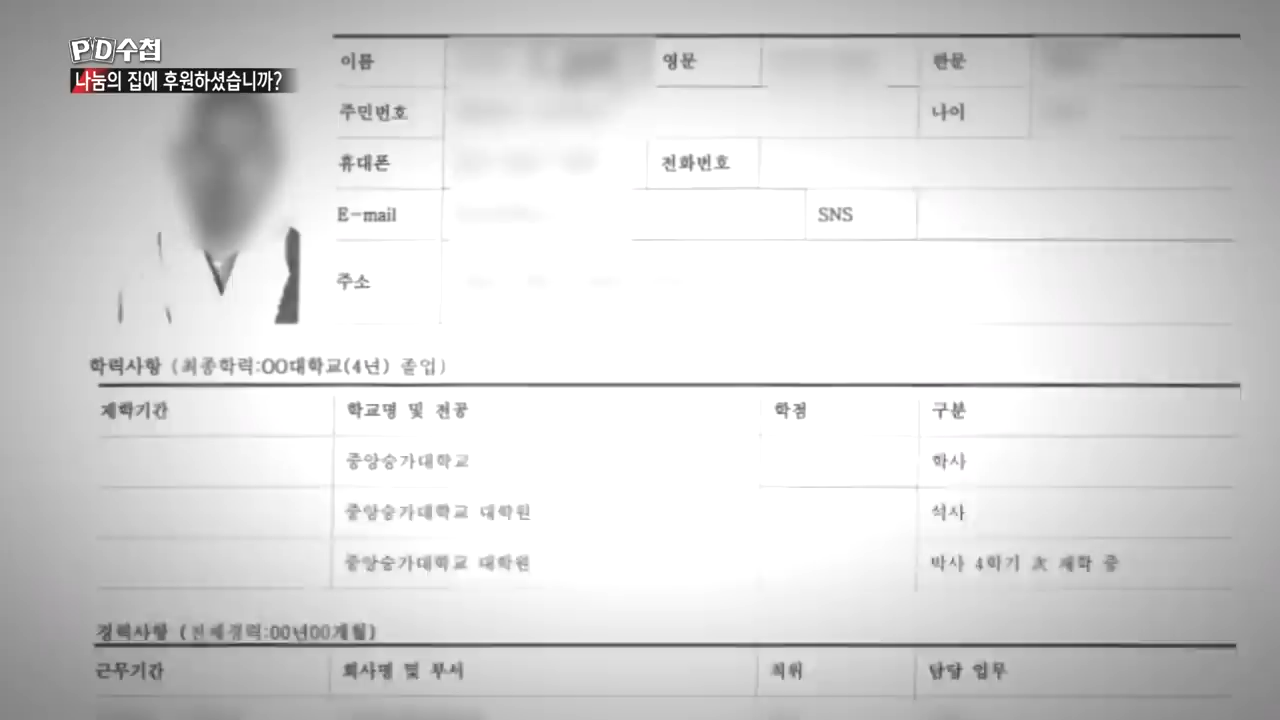 PD수첩
나눔의 집에 후원하셨습니까?
이름 영문 한문
주민번호 나이
휴대폰 전화번호
E-mail SNS
주소
학력사항 (최종학력:OO대학교(4년) 졸업)
재학기간 학교명 및 전공 학점 구분
중앙승가대학교 학사
중앙승가대학교 대학원 석사
중앙승가대학교 대학원 박사 4학기 次 재학 중
경력사항 (전체경력:00년00개월)
근무기간 회사명 및 부서 직위 담당 업무